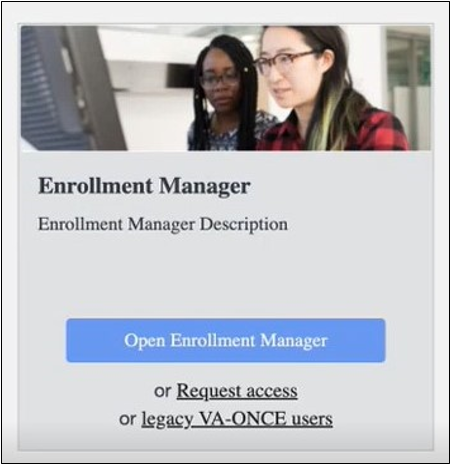 Enrollment Manager
Enrollment Manager Description
Open Enrollment Manager
or Request access
or legacy VA-ONCE users